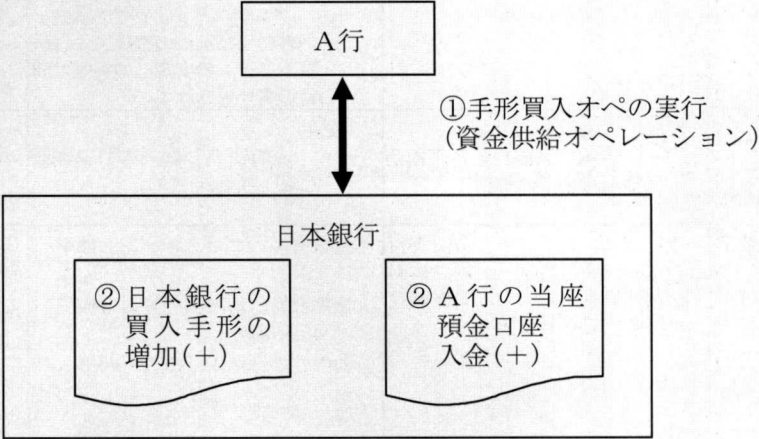 A行
①手形買入オペの実行
(資金供給オペレーション)
日本銀行
②日本銀行の
買入手形の
増加(+)
②A行の当座
預金口座
入金(+)